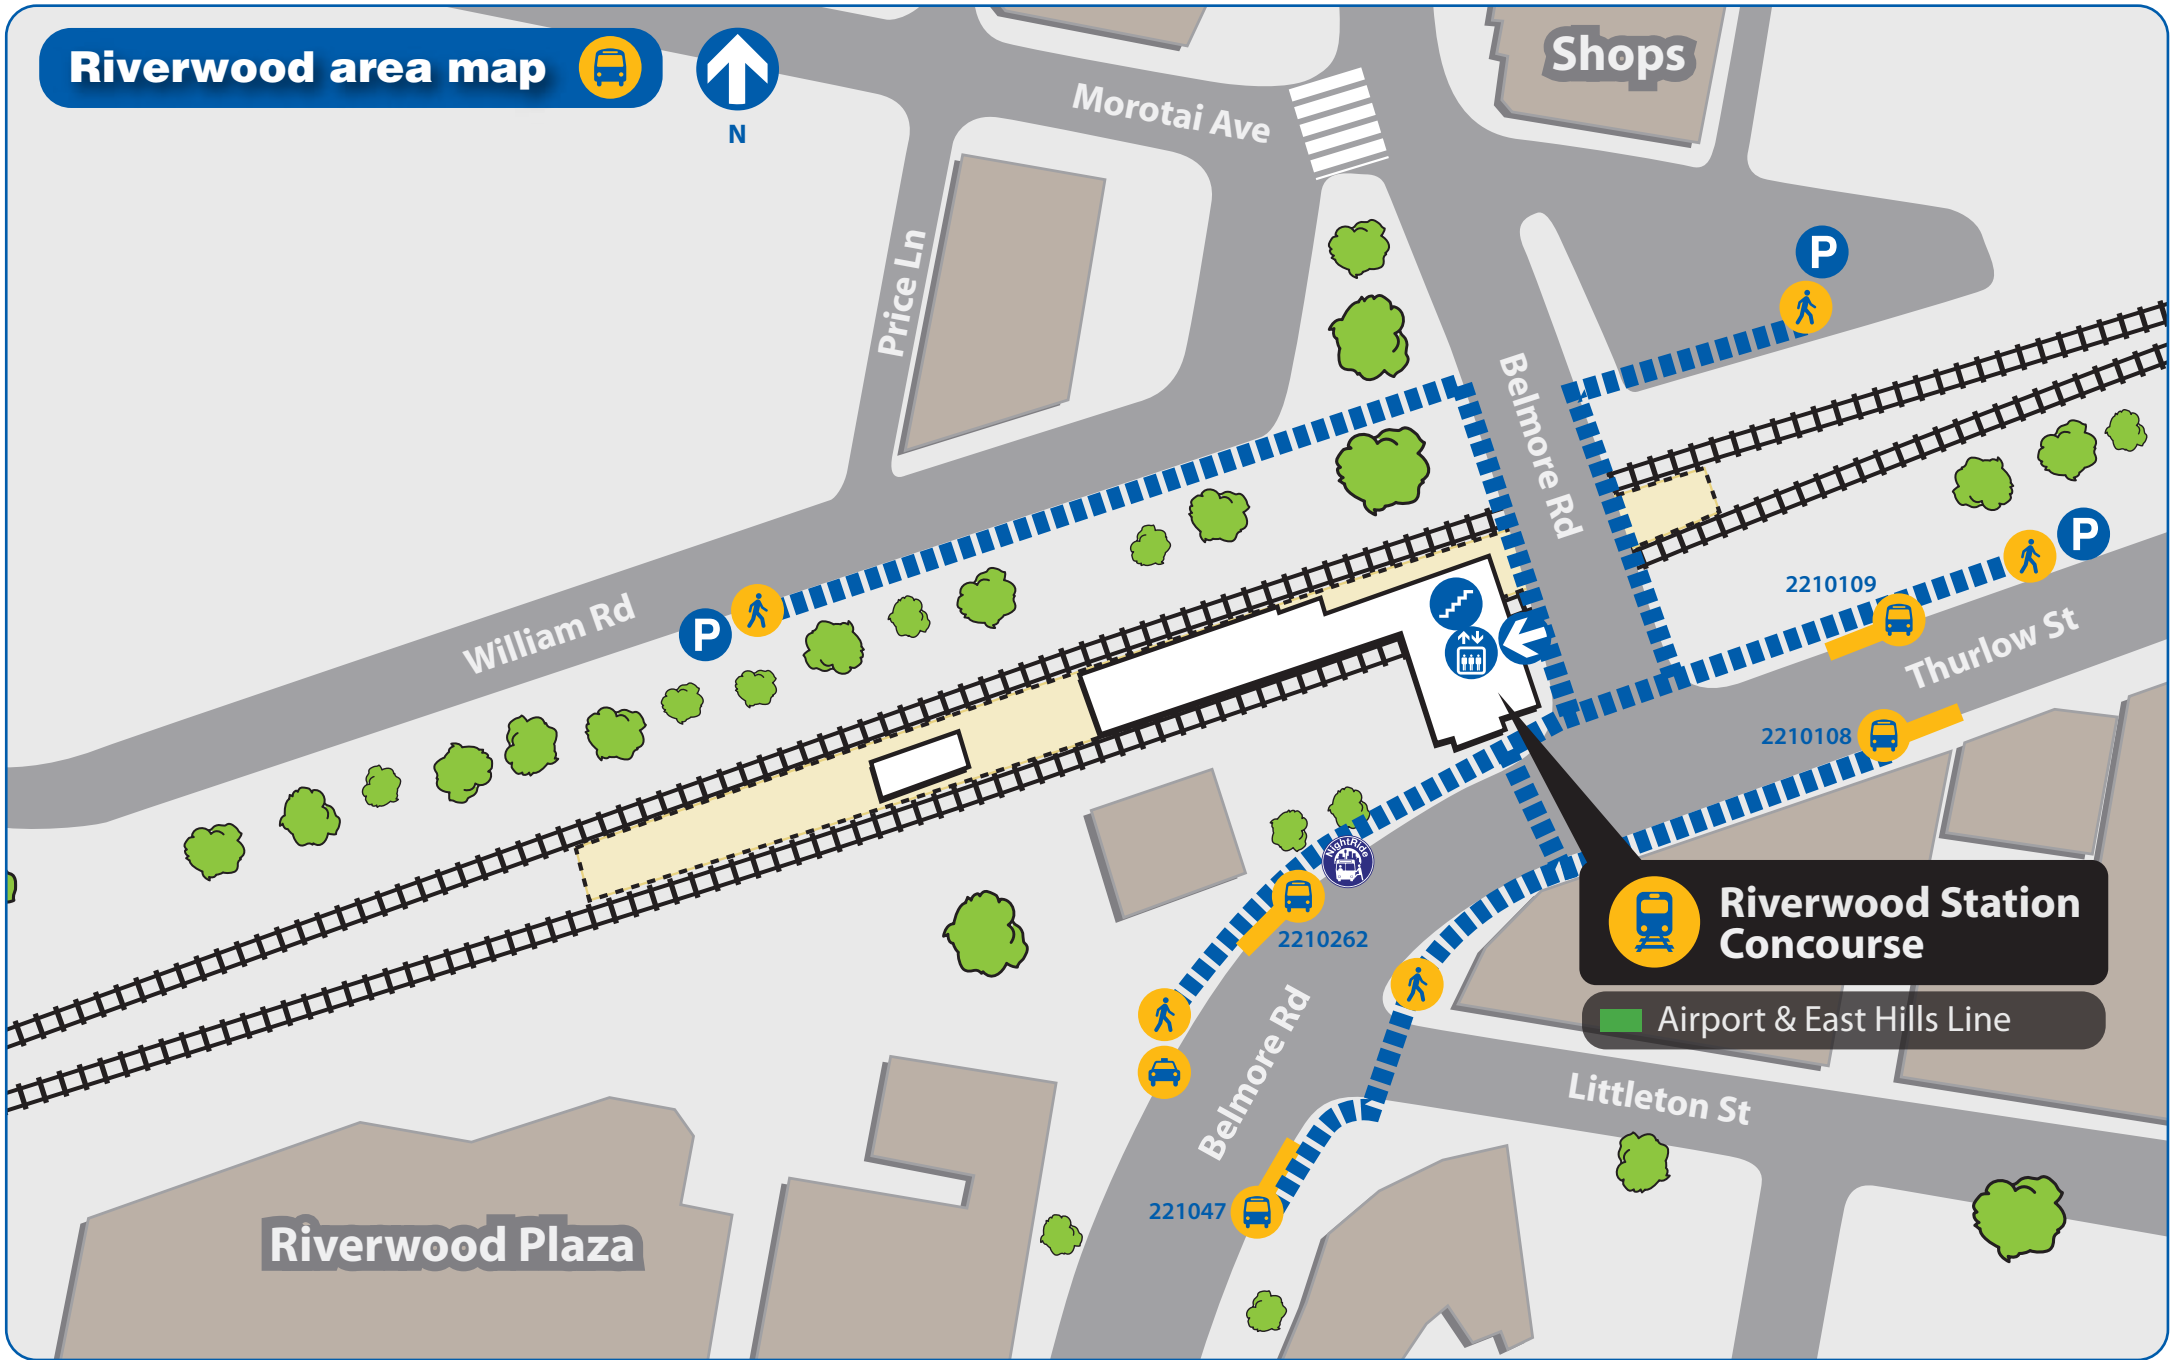 Riverwood area map
N
Shops
Morotai Ave
P
Price Ln
Belmore Rd
P
2210109
William Rd
P
Thurlow St
2210108
NightRide
Riverwood Station
Concourse
2210262
Airport & East Hills Line
Belmore Rd
Littleton St
221047
Riverwood Plaza